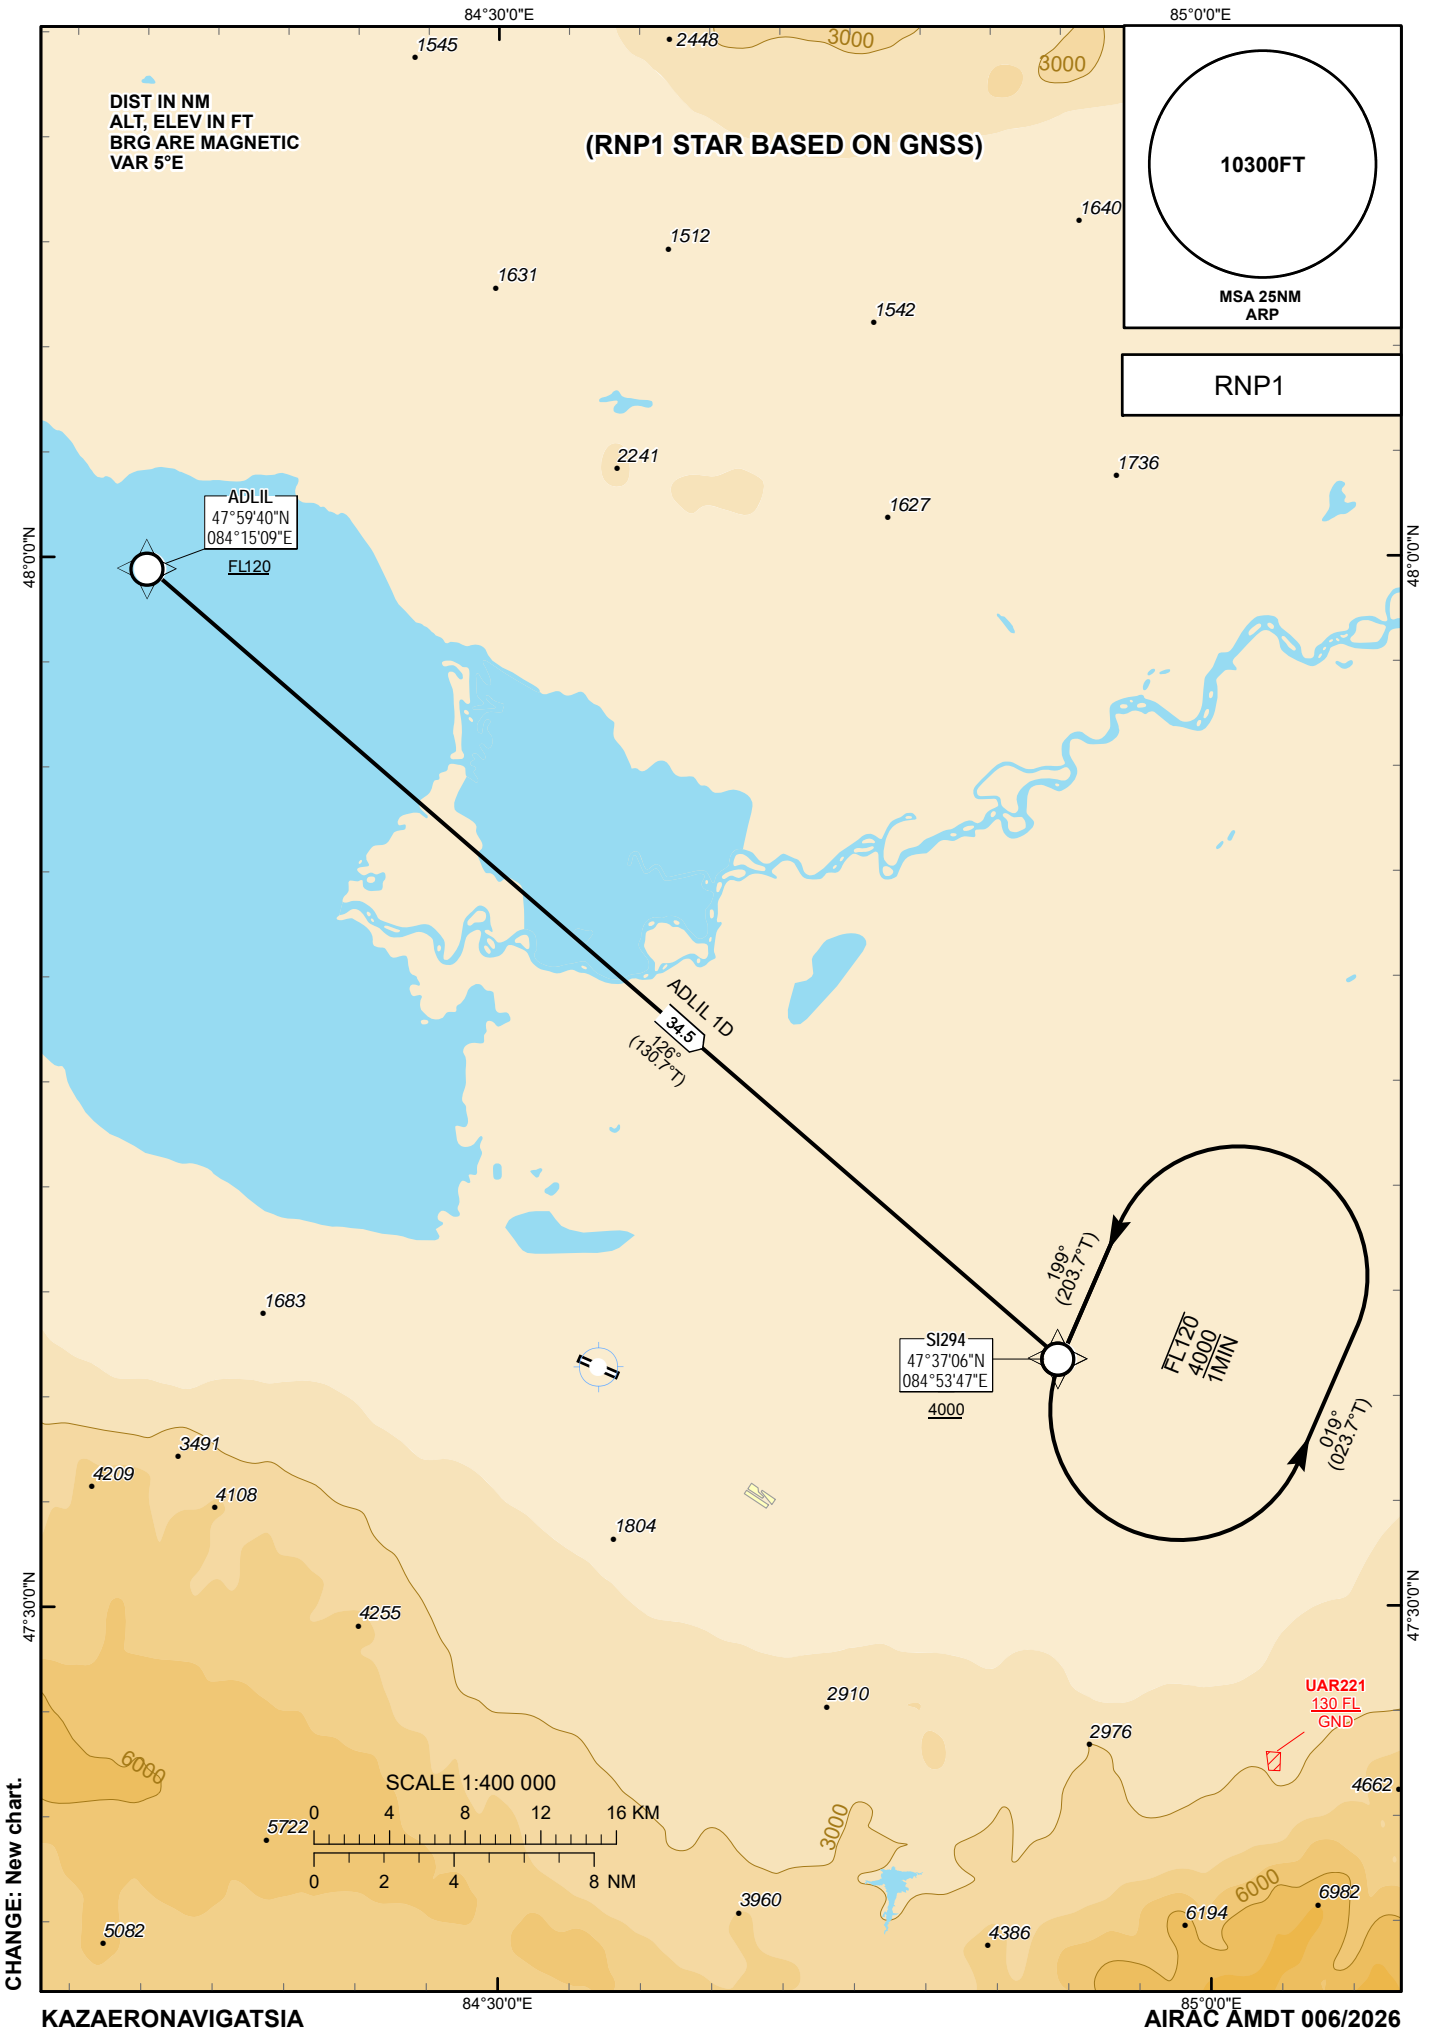 84°30'0"E
85°0'0"E
1545
2448
3000
3000
DIST IN NM
ALT, ELEV IN FT
BRG ARE MAGNETIC
VAR 5°E
(RNP1 STAR BASED ON GNSS)
10300FT
MSA 25NM
ARP
1640
1512
1631
1542
RNP1
2241
1736
1627
ADLIL
47°59'40"N
084°15'09"E
FL120
48°0'0"N
48°0'0"N
ADLIL 1D
34.5
126°
(130.7°T)
199°
(203.7°T)
1683
SI294
47°37'06"N
084°53'47"E
4000
FL120
4000
1MIN
019°
(023.7°T)
3491
4209
4108
1804
47°30'0"N
47°30'0"N
4255
2910
UAR221
130 FL
GND
2976
6000
SCALE 1:400 000
0 4 8 12 16 KM
0 2 4 8 NM
4662
5722
3000
6000
6982
3960
6194
5082
4386
CHANGE: New chart.
84°30'0"E
85°0'0"E
KAZAERONAVIGATSIA
AIRAC AMDT 006/2026